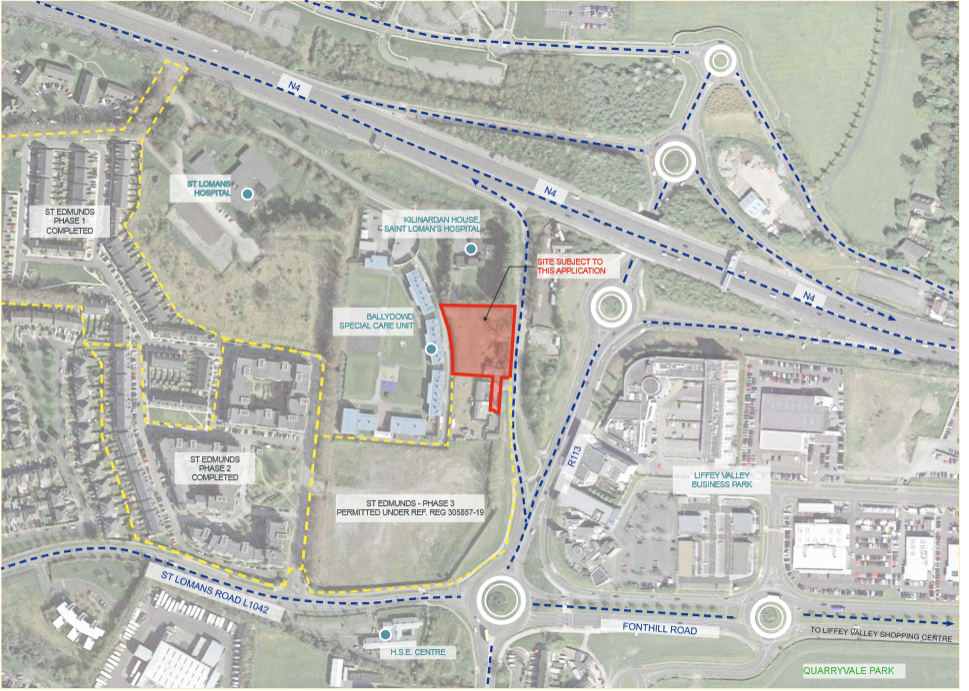 N4
ST LOMANS
HOSPITAL
N4
ST EDMUNDS
PHASE 1
COMPLETED
KILINARDAN HOUSE,
SAINT LOMAN'S HOSPITAL
SITE SUBJECT TO
THIS APPLICATION
N4
BALLYDOWD
SPECIAL CARE UNIT
R113
ST EDMUNDS
PHASE 2
COMPLETED
LIFFEY VALLEY
BUSINESS PARK
ST EDMUNDS - PHASE 3
PERMITTED UNDER REF. REG 305857-19
ST LOMANS ROAD L1042
FONTHILL ROAD
TO LIFFEY VALLEY SHOPPING CENTRE
H.S.E. CENTRE
QUARRYVALE PARK